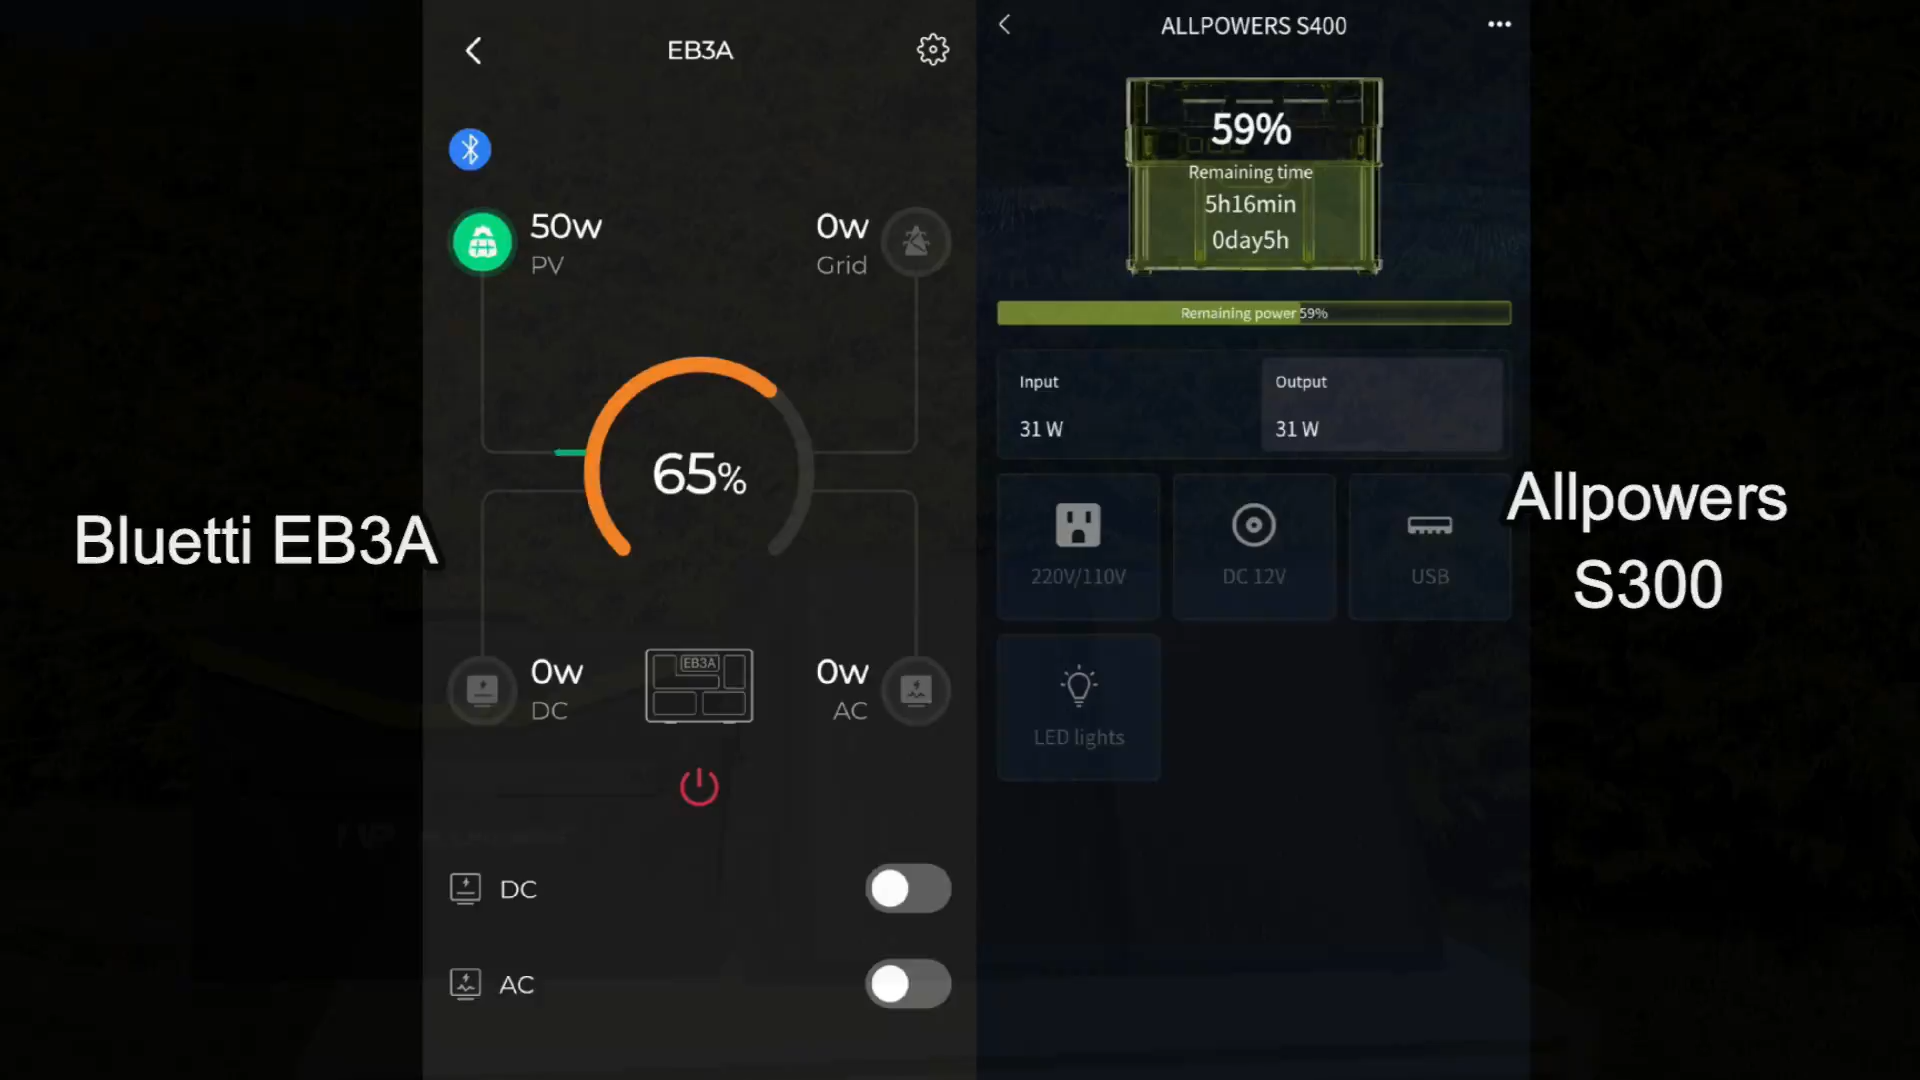 Bluetti EB3A
EB3A
50w
PV
0w
Grid
65%
0w
DC
EB3A
0w
AC
DC
AC
ALLPOWERS S400
59%
Remaining time
5h16min
0day5h
Remaining power 59%
Input
31 W
Output
31 W
220V/110V
DC 12V
USB
LED lights
Allpowers
S300